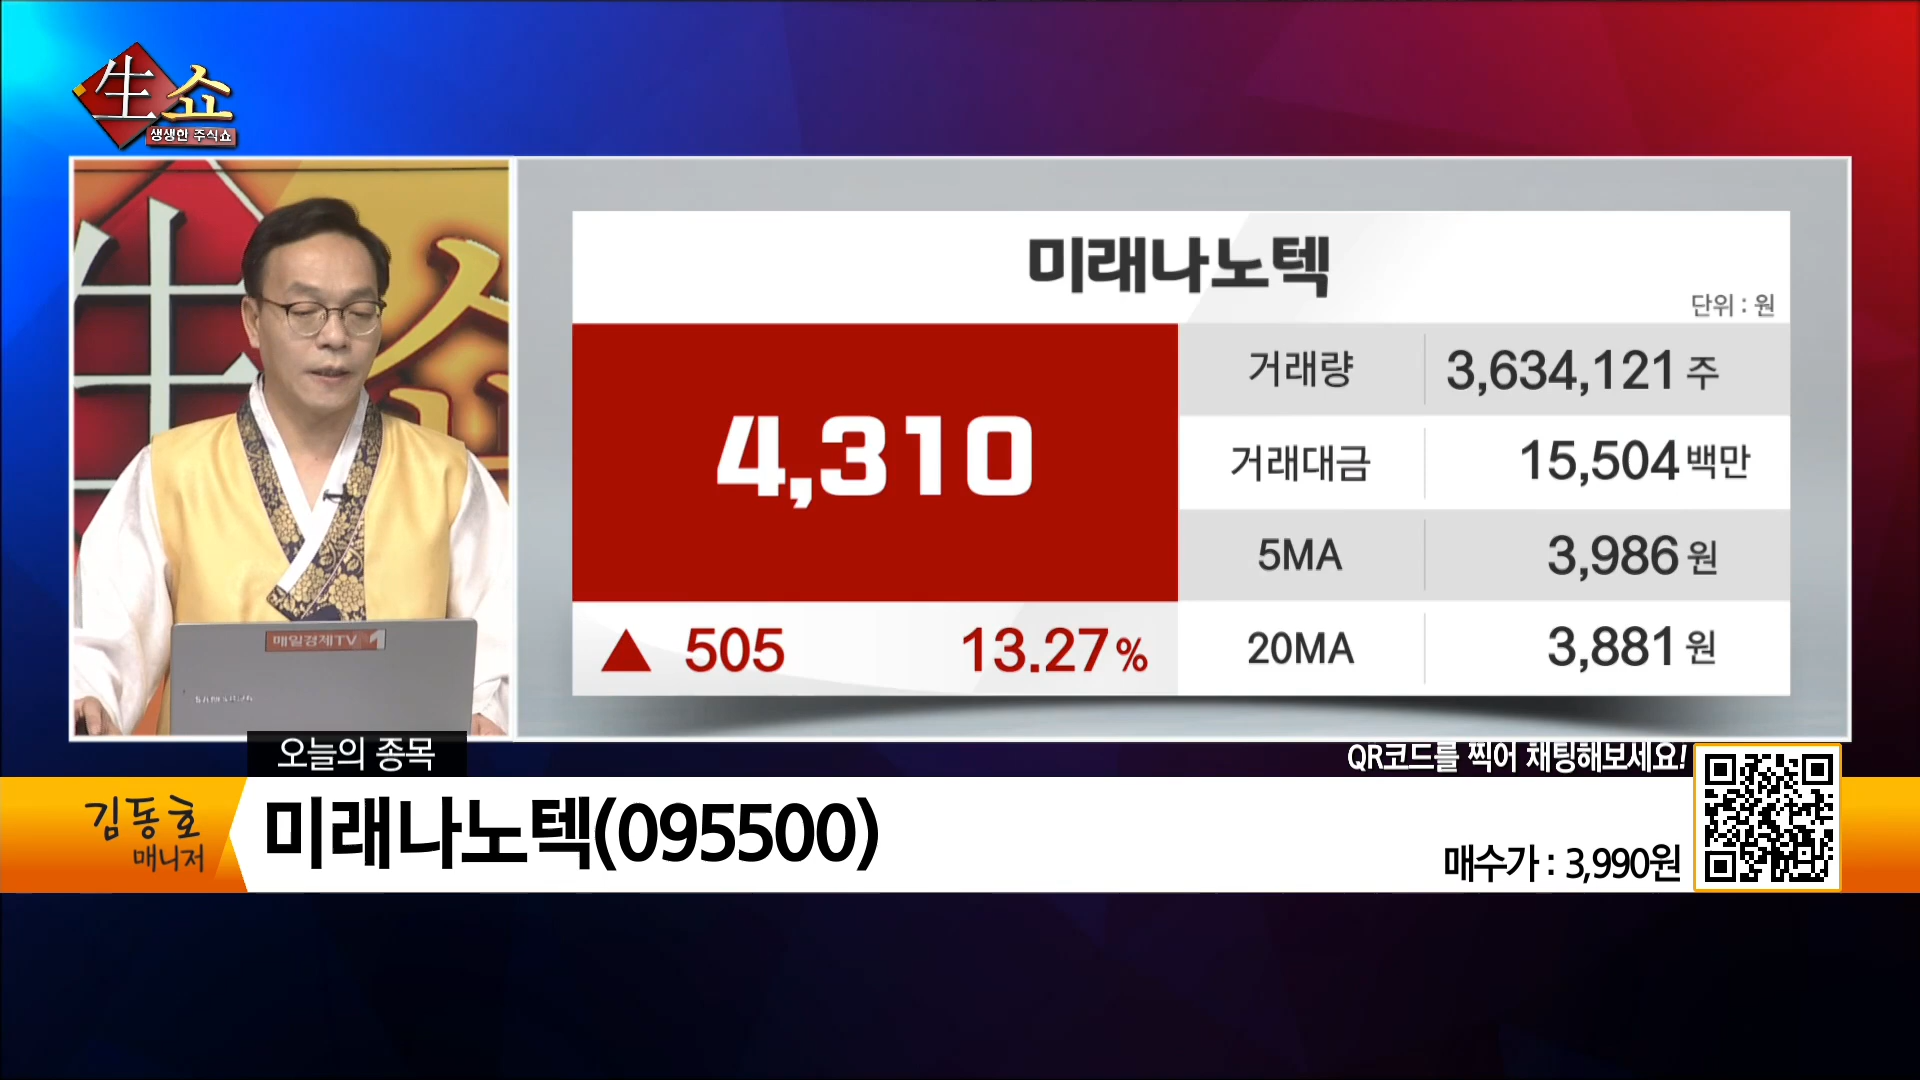 生쇼
생생한 주식쇼
미래나노텍
단위 : 원
4,310
▲ 505 13.27%
거래량 3,634,121 주
거래대금 15,504 백만
5MA 3,986 원
20MA 3,881 원
매일경제TV 1
오늘의 종목
QR코드를 찍어 채팅해보세요!
김동호
매니저
미래나노텍(095500)
매수가 : 3,990원